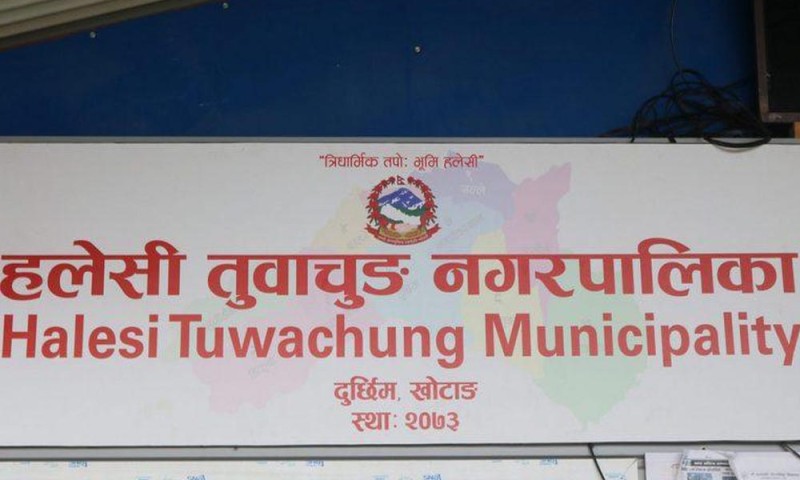 "त्रिधार्मिक तपो: भूमि हलेसी"
हलेसी तुवाचुङ नगरपालिका
Halesi Tuwachung Municipality
दुर्छिम, खोटाङ
स्था: २०७३